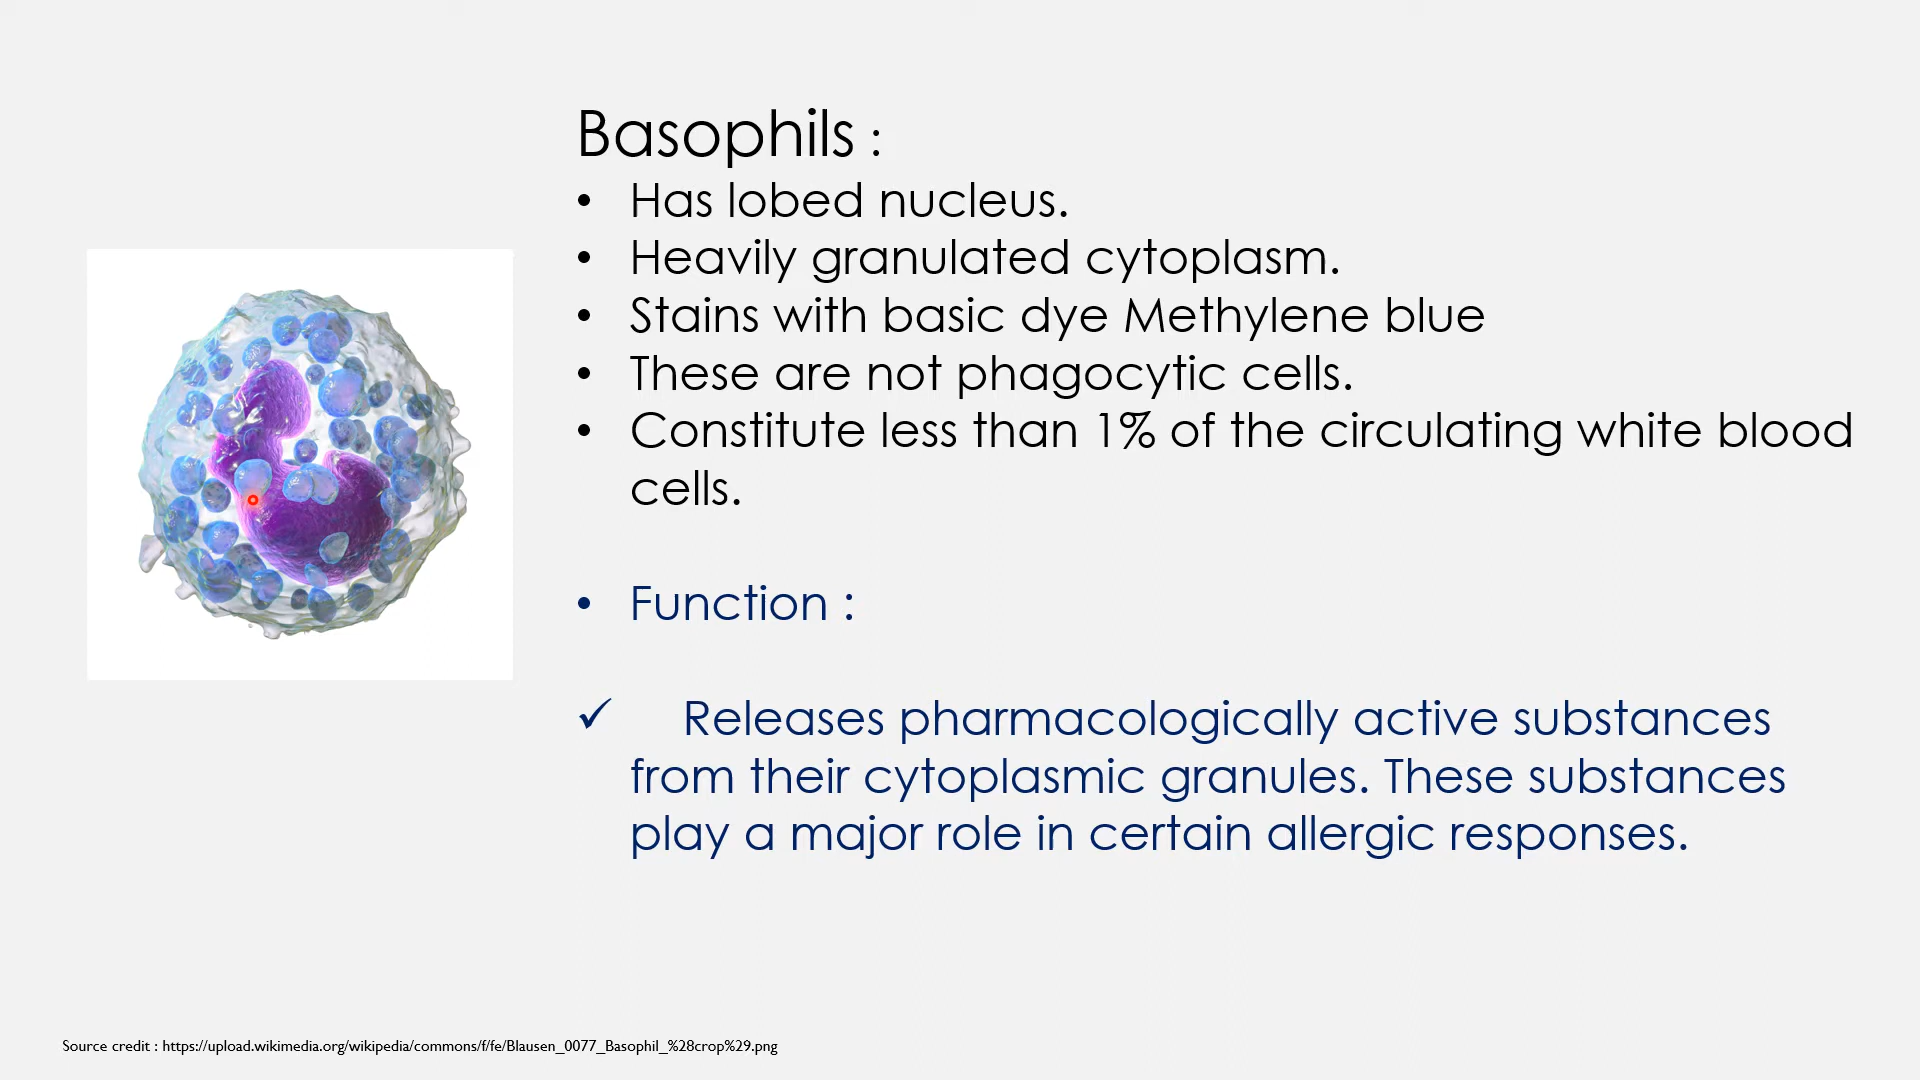 Basophils :
• Has lobed nucleus.
• Heavily granulated cytoplasm.
• Stains with basic dye Methylene blue
• These are not phagocytic cells.
• Constitute less than 1% of the circulating white blood
cells.
• Function :
✓ Releases pharmacologically active substances
from their cytoplasmic granules. These substances
play a major role in certain allergic responses.
Source credit : https://upload.wikimedia.org/wikipedia/commons/f/fe/Blausen_0077_Basophil_%28crop%29.png